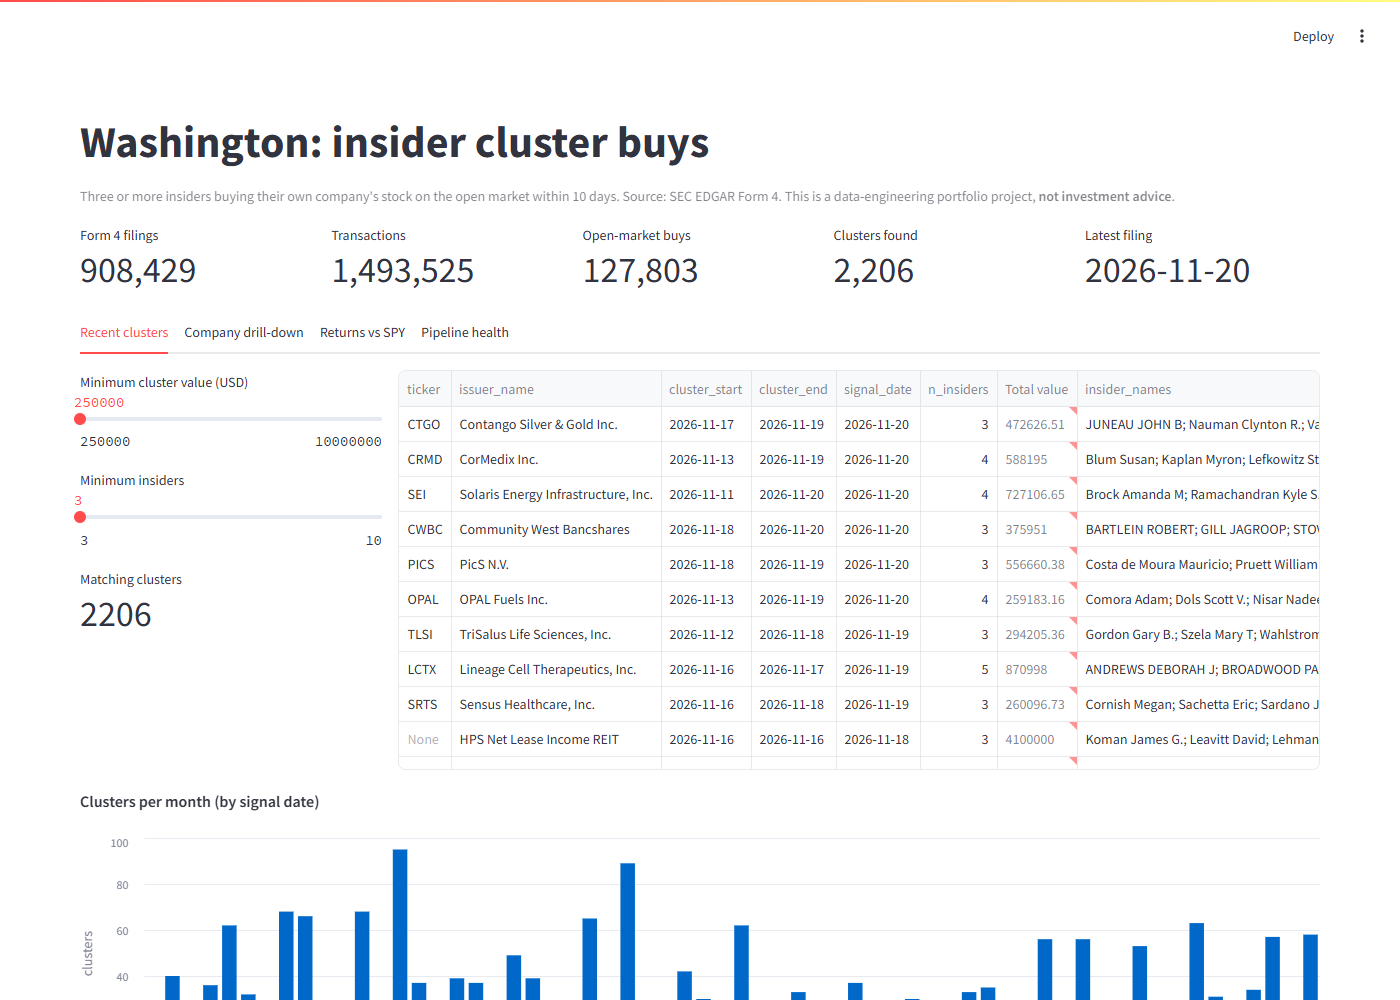 Deploy
Washington: insider cluster buys
Three or more insiders buying their own company's stock on the open market within 10 days. Source: SEC EDGAR Form 4. This is a data-engineering portfolio project, not investment advice.
Form 4 filings Transactions Open-market buys Clusters found Latest filing
908,429 1,493,525 127,803 2,206 2026-11-20
Recent clusters Company drill-down Returns vs SPY Pipeline health
Minimum cluster value (USD)
250000
250000 10000000
Minimum insiders
3
3 10
Matching clusters
2206
ticker issuer_name cluster_start cluster_end signal_date n_insiders Total value insider_names
CTGO Contango Silver & Gold Inc. 2026-11-17 2026-11-19 2026-11-20 3 472626.51 JUNEAU JOHN B; Nauman Clynton R.; Va
CRMD CorMedix Inc. 2026-11-13 2026-11-19 2026-11-20 4 588195 Blum Susan; Kaplan Myron; Lefkowitz St
SEI Solaris Energy Infrastructure, Inc. 2026-11-11 2026-11-20 2026-11-20 4 727106.65 Brock Amanda M; Ramachandran Kyle S.
CWBC Community West Bancshares 2026-11-18 2026-11-20 2026-11-20 3 375951 BARTLEIN ROBERT; GILL JAGROOP; STOV
PICS PicS N.V. 2026-11-18 2026-11-19 2026-11-20 3 556660.38 Costa de Moura Mauricio; Pruett William
OPAL OPAL Fuels Inc. 2026-11-13 2026-11-19 2026-11-20 4 259183.16 Comora Adam; Dols Scott V.; Nisar Nadee
TLSI TriSalus Life Sciences, Inc. 2026-11-12 2026-11-18 2026-11-19 3 294205.36 Gordon Gary B.; Szela Mary T; Wahlstrom
LCTX Lineage Cell Therapeutics, Inc. 2026-11-16 2026-11-17 2026-11-19 5 870998 ANDREWS DEBORAH J; BROADWOOD PA
SRTS Sensus Healthcare, Inc. 2026-11-16 2026-11-18 2026-11-19 3 260096.73 Cornish Megan; Sachetta Eric; Sardano J
None HPS Net Lease Income REIT 2026-11-16 2026-11-16 2026-11-18 3 4100000 Koman James G.; Leavitt David; Lehman
Clusters per month (by signal date)
100
80
60
40
clusters